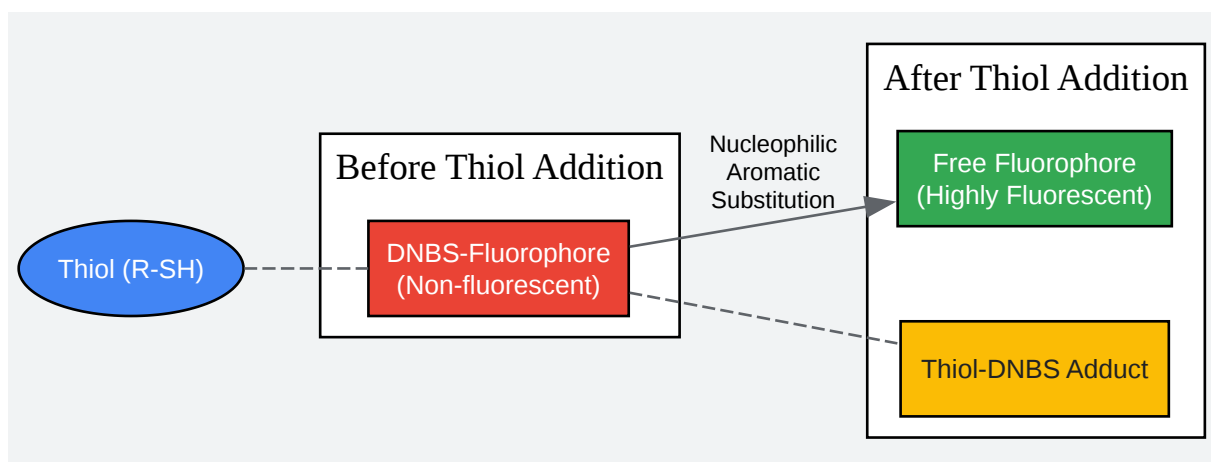 Thiol (R-SH)
Before Thiol Addition
DNBS-Fluorophore
(Non-fluorescent)
Nucleophilic
Aromatic
Substitution
After Thiol Addition
Free Fluorophore
(Highly Fluorescent)
Thiol-DNBS Adduct